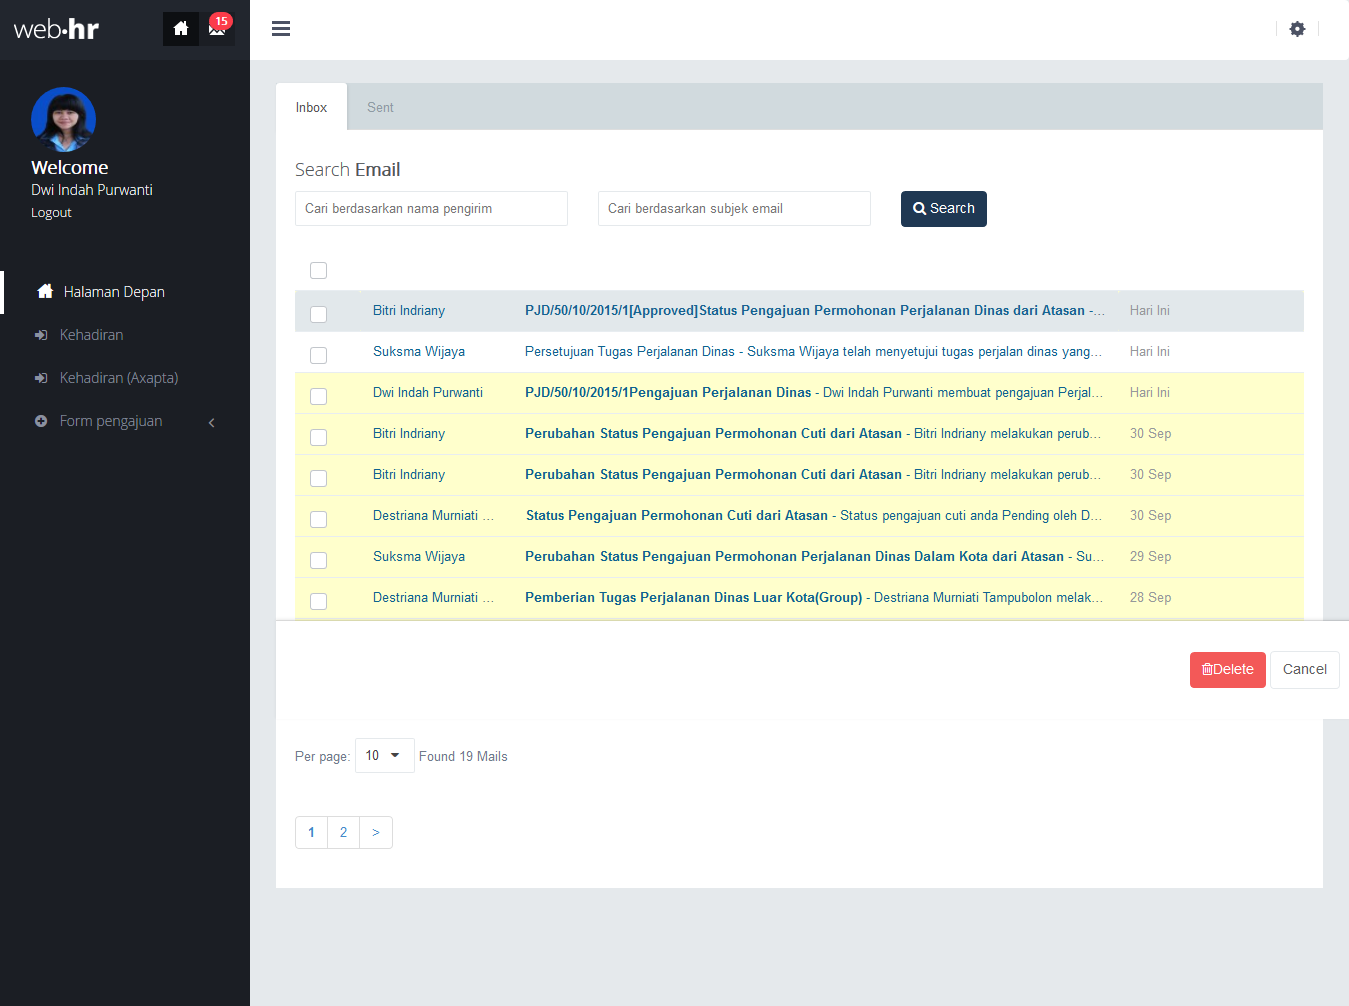 web·hr
15
Welcome
Dwi Indah Purwanti
Logout
Halaman Depan
Kehadiran
Kehadiran (Axapta)
Form pengajuan
Inbox
Sent
Search Email
Cari berdasarkan nama pengirim
Cari berdasarkan subjek email
Search
Bitri Indriany PJD/50/10/2015/1[Approved]Status Pengajuan Permohonan Perjalanan Dinas dari Atasan -... Hari Ini
Suksma Wijaya Persetujuan Tugas Perjalanan Dinas - Suksma Wijaya telah menyetujui tugas perjalan dinas yang... Hari Ini
Dwi Indah Purwanti PJD/50/10/2015/1Pengajuan Perjalanan Dinas - Dwi Indah Purwanti membuat pengajuan Perjal... Hari Ini
Bitri Indriany Perubahan Status Pengajuan Permohonan Cuti dari Atasan - Bitri Indriany melakukan perub... 30 Sep
Bitri Indriany Perubahan Status Pengajuan Permohonan Cuti dari Atasan - Bitri Indriany melakukan perub... 30 Sep
Destriana Murniati ... Status Pengajuan Permohonan Cuti dari Atasan - Status pengajuan cuti anda Pending oleh D... 30 Sep
Suksma Wijaya Perubahan Status Pengajuan Permohonan Perjalanan Dinas Dalam Kota dari Atasan - Su... 29 Sep
Destriana Murniati ... Pemberian Tugas Perjalanan Dinas Luar Kota(Group) - Destriana Murniati Tampubolon melak... 28 Sep
Delete
Cancel
Per page: 10 Found 19 Mails
1 2 >